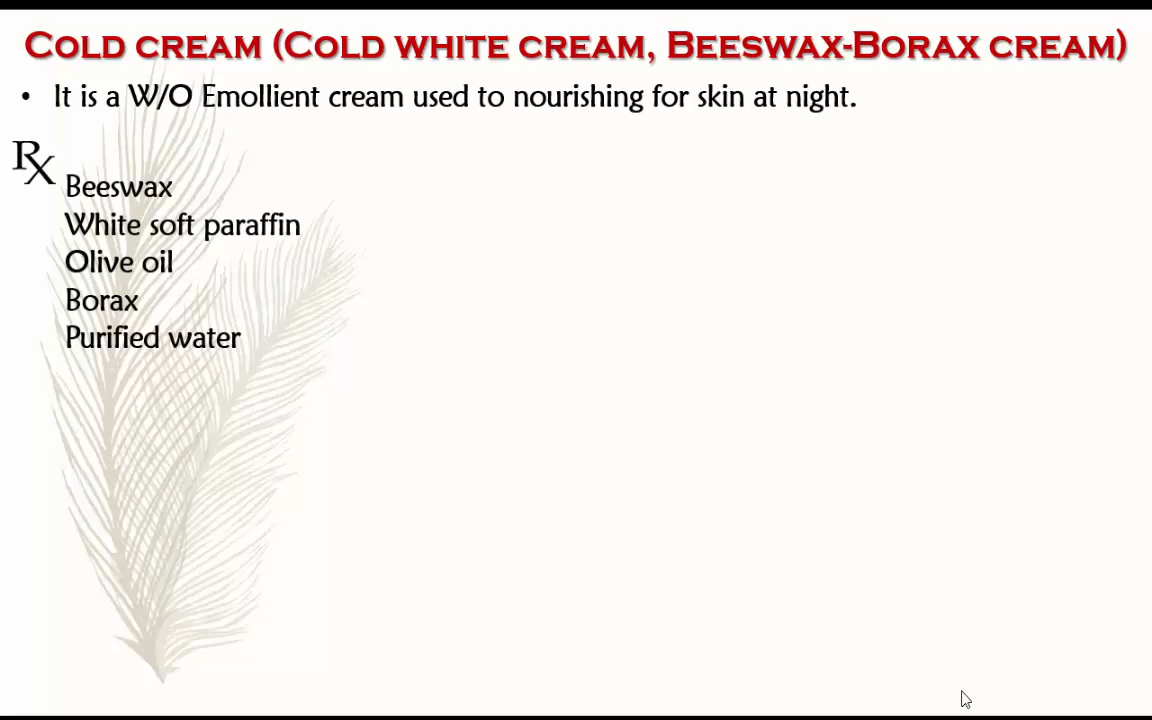 Cold cream (Cold white cream, Beeswax-Borax cream)
• It is a W/O Emollient cream used to nourishing for skin at night.
Rx
Beeswax
White soft paraffin
Olive oil
Borax
Purified water